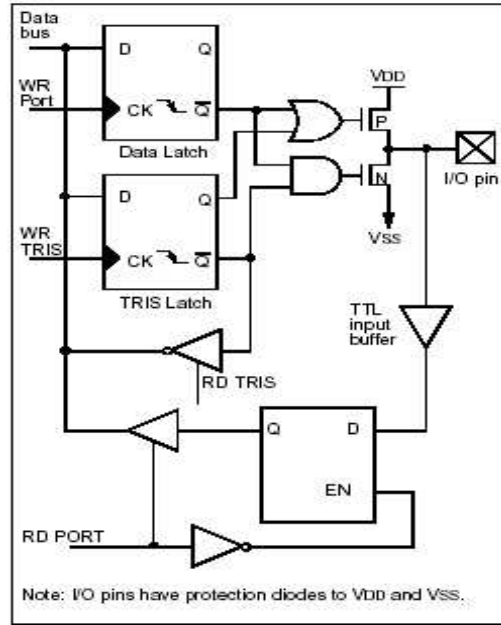 Data
bus
D Q
WR
Port
CK Q
Data Latch
VDD
P
N
I/O pin
VSS
D Q
WR
TRIS
CK Q
TRIS Latch
TTL
input
buffer
RD TRIS
Q D
EN
RD PORT
Note: I/O pins have protection diodes to VDD and VSS.